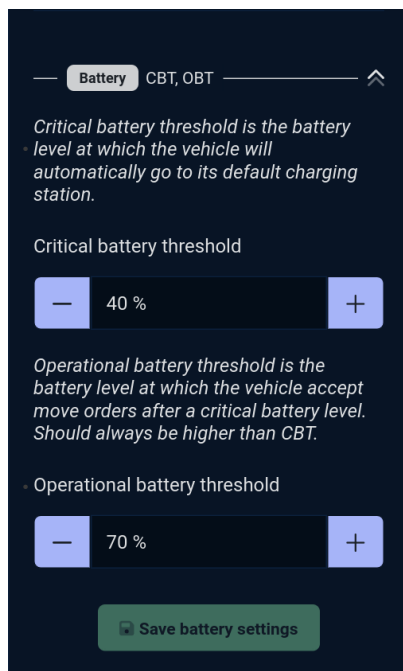 Battery CBT, OBT
Critical battery threshold is the battery
level at which the vehicle will
automatically go to its default charging
station.
Critical battery threshold
− 40 % +
Operational battery threshold is the
battery level at which the vehicle accept
move orders after a critical battery level.
Should always be higher than CBT.
Operational battery threshold
− 70 % +
Save battery settings